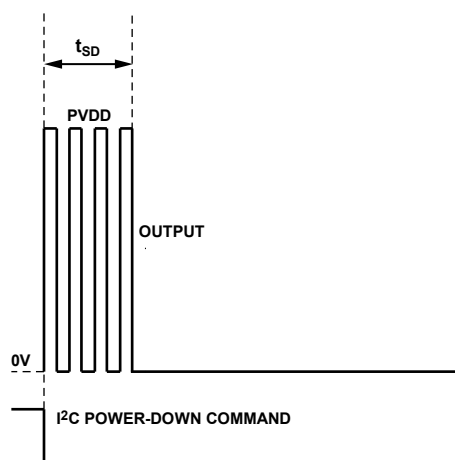 tSD
PVDD
OUTPUT
0V
I²C POWER-DOWN COMMAND